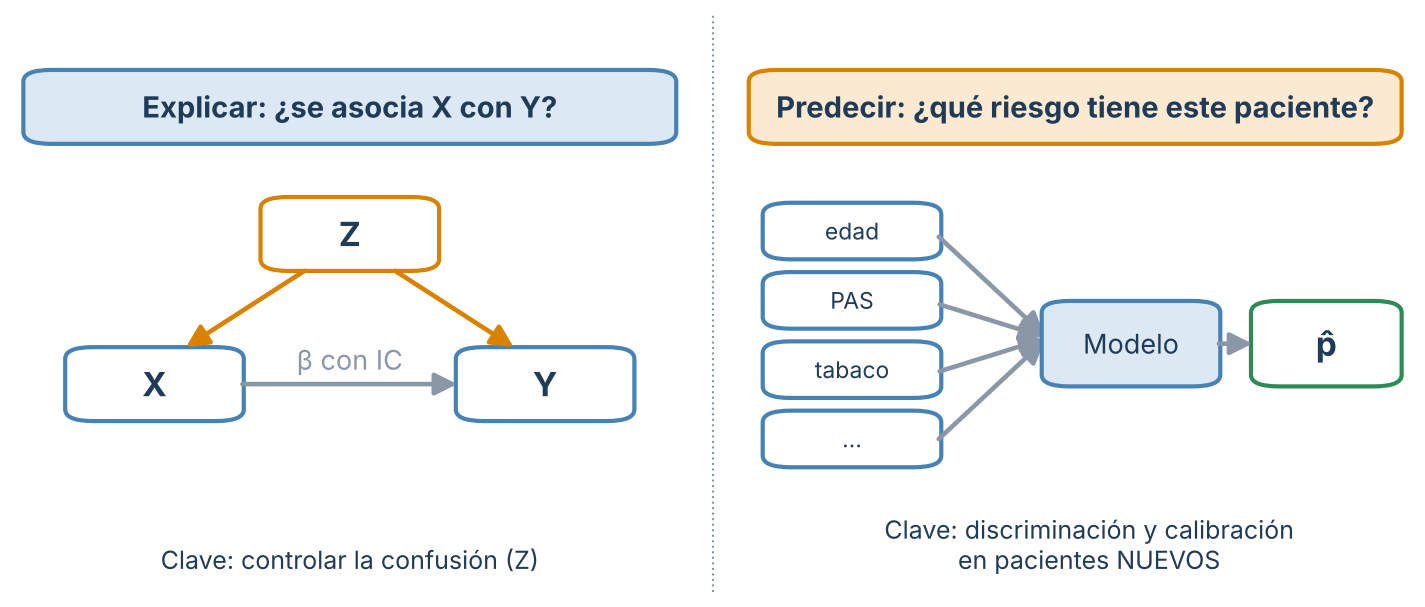 Explicar: ¿se asocia X con Y?
Z
X
β con IC
Y
Clave: controlar la confusión (Z)
Predecir: ¿qué riesgo tiene este paciente?
edad
PAS
tabaco
...
Modelo
p̂
Clave: discriminación y calibración
en pacientes NUEVOS